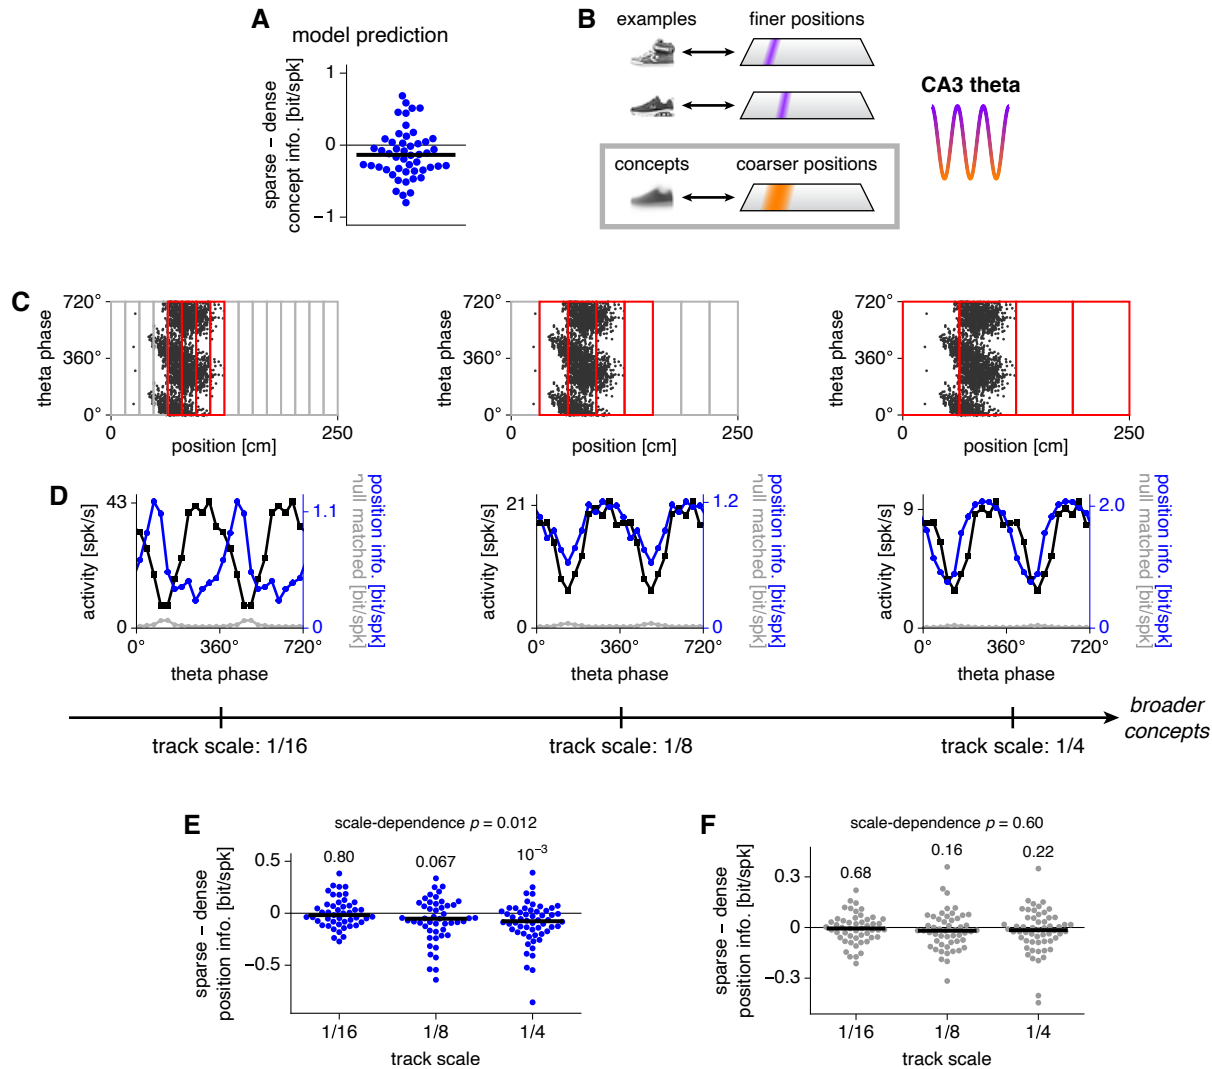 A
model prediction
sparse – dense
concept info. [bit/spk]
1
0
−1
B
examples
finer positions
concepts
coarser positions
CA3 theta
C
theta phase
720°
360°
0°
0
250
position [cm]
theta phase
720°
360°
0°
0
250
position [cm]
theta phase
720°
360°
0°
0
250
position [cm]
D
activity [spk/s]
43
0
1.1
0
position info. [bit/spk]
null matched [bit/spk]
0°
360°
720°
theta phase
activity [spk/s]
21
0
1.2
0
position info. [bit/spk]
null matched [bit/spk]
0°
360°
720°
theta phase
activity [spk/s]
9
0
2.0
0
position info. [bit/spk]
null matched [bit/spk]
0°
360°
720°
theta phase
broader
concepts
track scale: 1/16
track scale: 1/8
track scale: 1/4
E
scale-dependence p = 0.012
0.80
0.067
10⁻³
sparse – dense
position info. [bit/spk]
0.5
0
−0.5
1/16
1/8
1/4
track scale
F
scale-dependence p = 0.60
0.68
0.16
0.22
sparse – dense
position info. [bit/spk]
0.3
0
−0.3
1/16
1/8
1/4
track scale